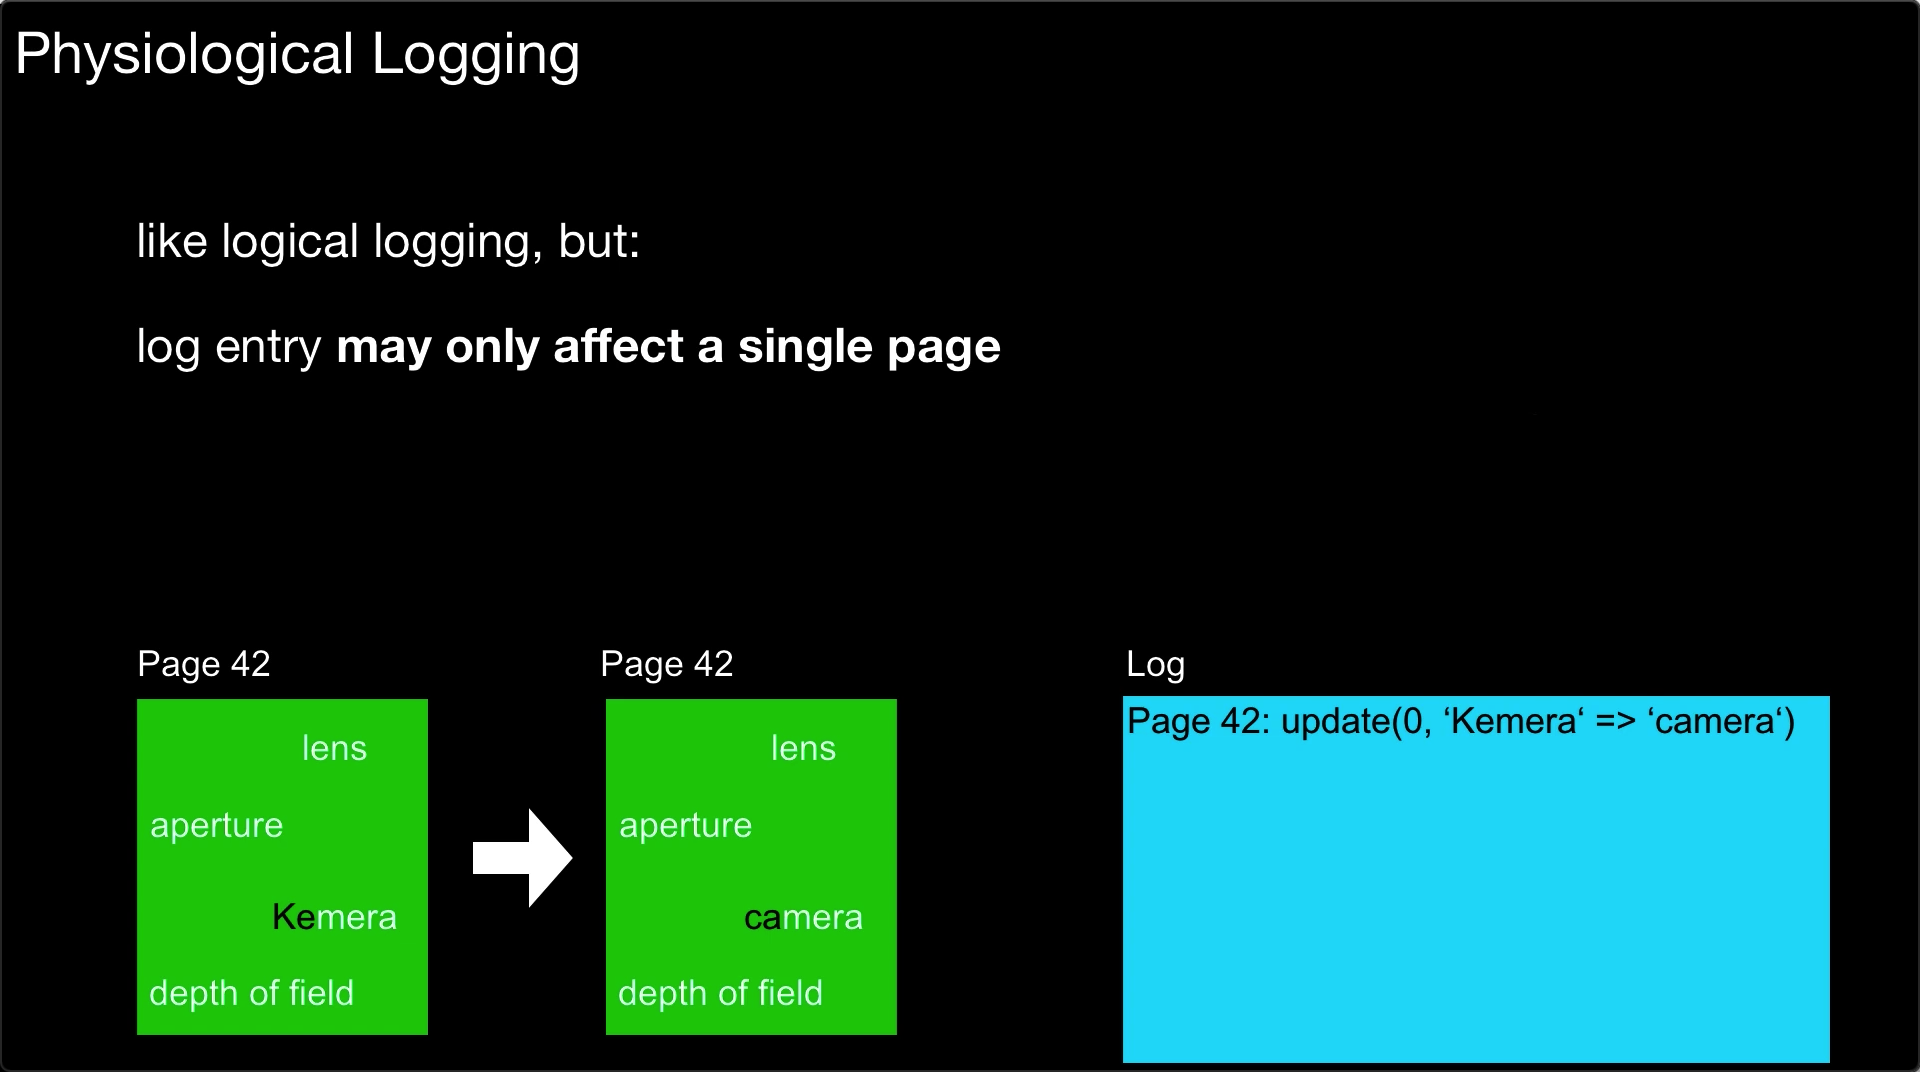 Physiological Logging
like logical logging, but:
log entry may only affect a single page
Page 42
lens
aperture
Kemera
depth of field
Page 42
lens
aperture
camera
depth of field
Log
Page 42: update(0, ‘Kemera‘ => ‘camera‘)